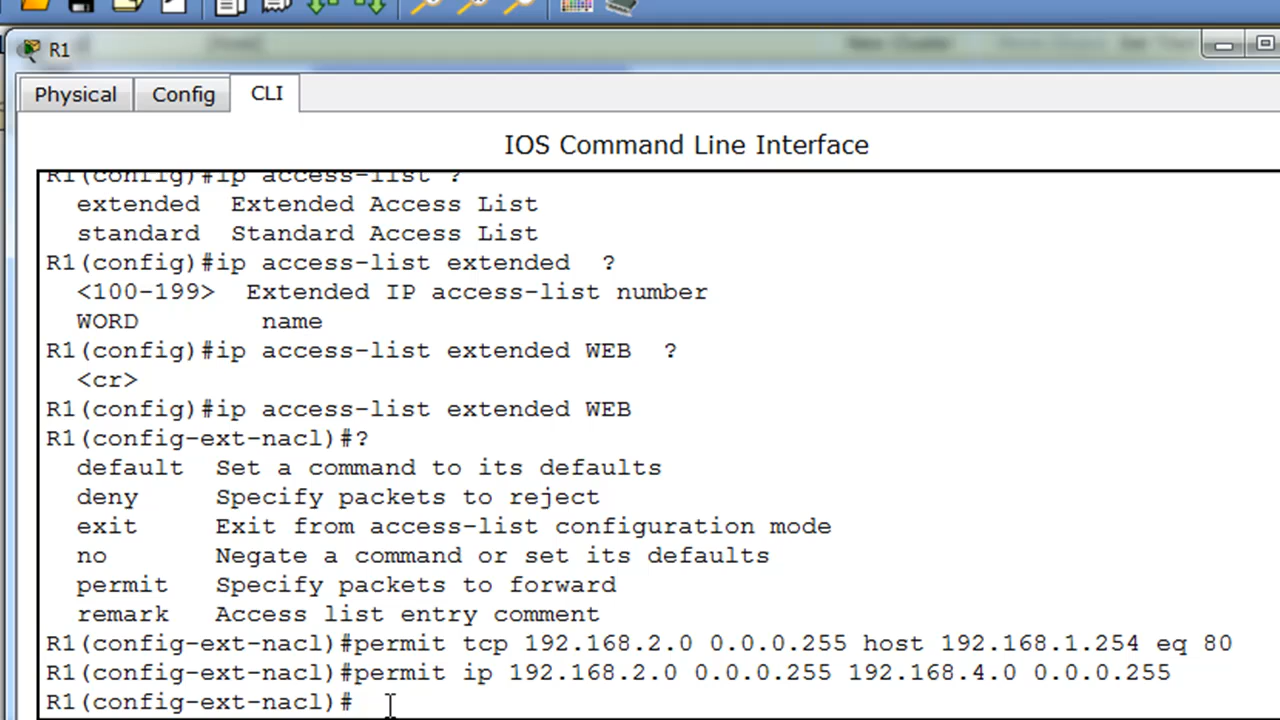 R1
Physical Config CLI
IOS Command Line Interface
R1(config)#ip access-list ?
extended Extended Access List
standard Standard Access List
R1(config)#ip access-list extended ?
<100-199> Extended IP access-list number
WORD name
R1(config)#ip access-list extended WEB ?
<cr>
R1(config)#ip access-list extended WEB
R1(config-ext-nacl)#?
default Set a command to its defaults
deny Specify packets to reject
exit Exit from access-list configuration mode
no Negate a command or set its defaults
permit Specify packets to forward
remark Access list entry comment
R1(config-ext-nacl)#permit tcp 192.168.2.0 0.0.0.255 host 192.168.1.254 eq 80
R1(config-ext-nacl)#permit ip 192.168.2.0 0.0.0.255 192.168.4.0 0.0.0.255
R1(config-ext-nacl)#